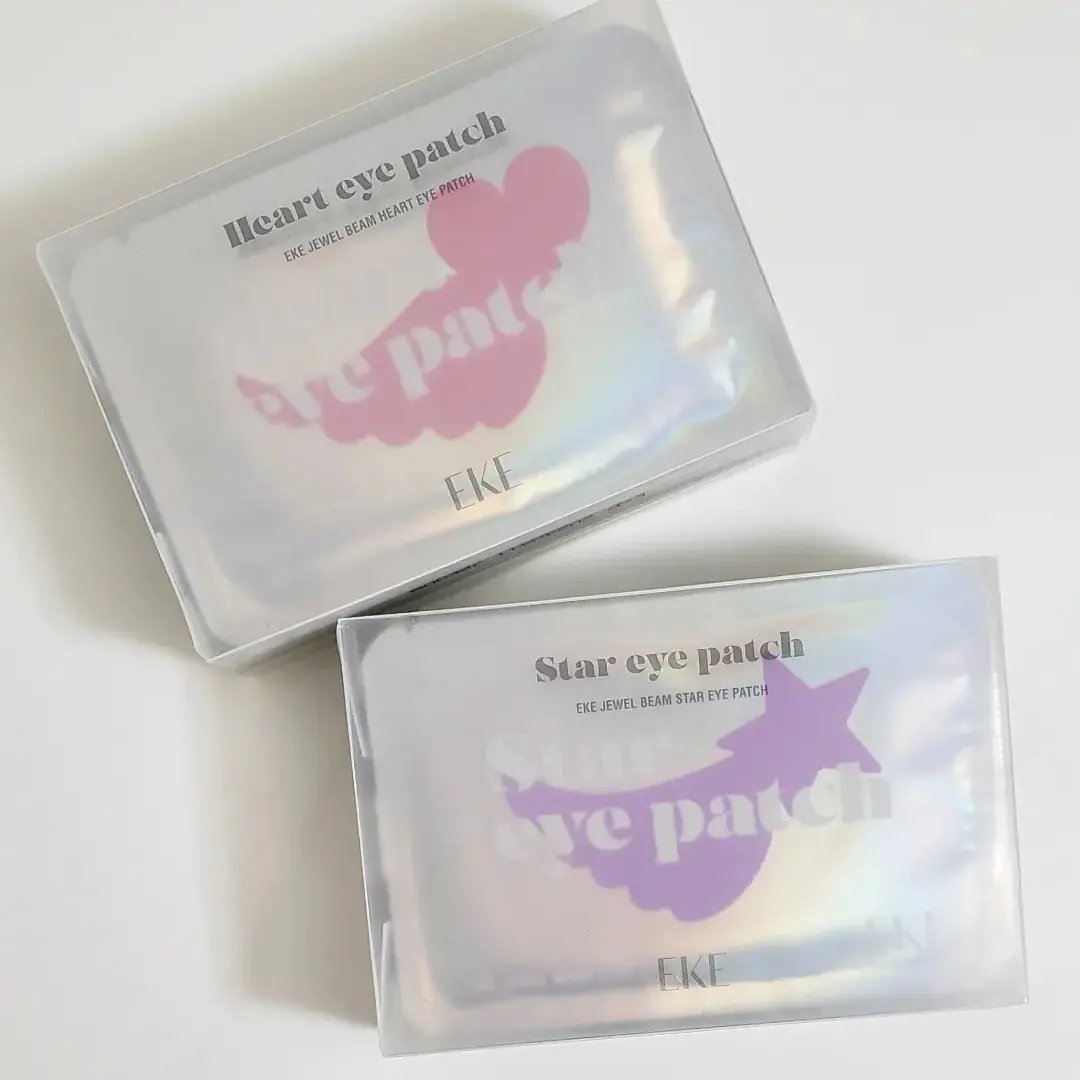 Heart eye patch
EKE JEWEL BEAM HEART EYE PATCH
eye patch
EKE
Star eye patch
EKE JEWEL BEAM STAR EYE PATCH
Star
eye patch
EKE